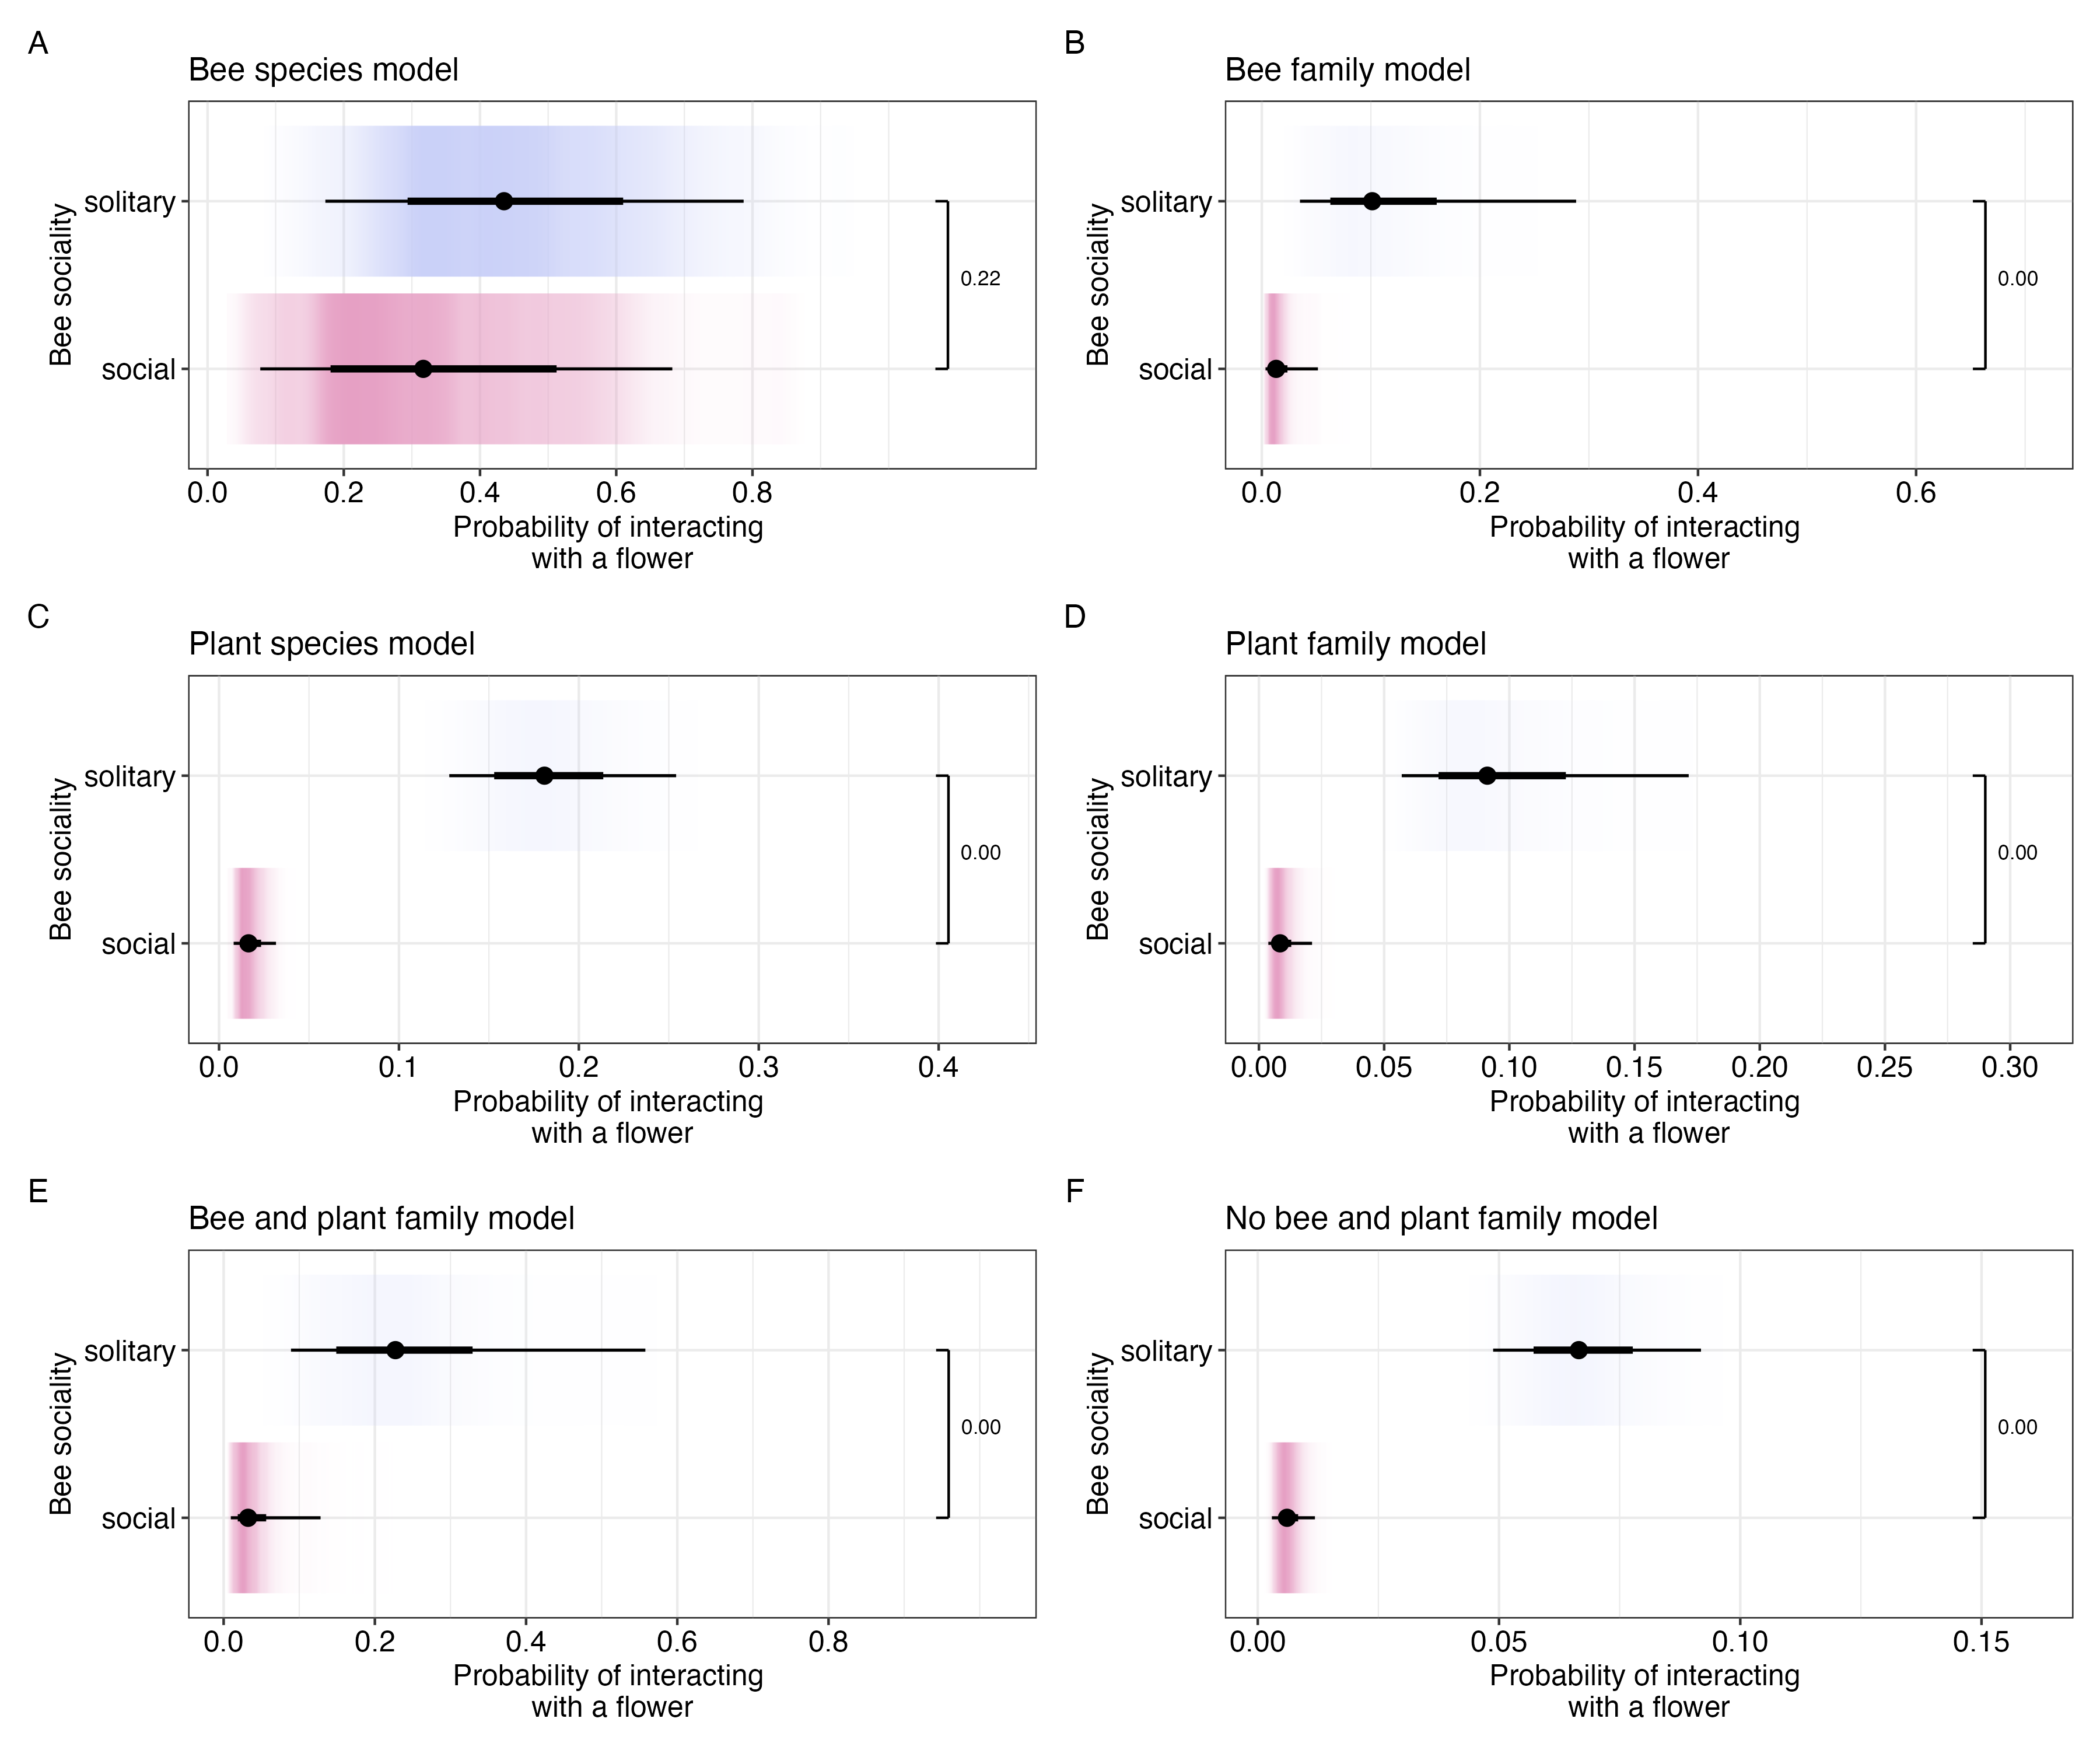 A
Bee species model
Bee sociality
solitary
social
0.22
0.0 0.2 0.4 0.6 0.8
Probability of interacting
with a flower
B
Bee family model
Bee sociality
solitary
social
0.00
0.0 0.2 0.4 0.6
Probability of interacting
with a flower
C
Plant species model
Bee sociality
solitary
social
0.00
0.0 0.1 0.2 0.3 0.4
Probability of interacting
with a flower
D
Plant family model
Bee sociality
solitary
social
0.00
0.00 0.05 0.10 0.15 0.20 0.25 0.30
Probability of interacting
with a flower
E
Bee and plant family model
Bee sociality
solitary
social
0.00
0.0 0.2 0.4 0.6 0.8
Probability of interacting
with a flower
F
No bee and plant family model
Bee sociality
solitary
social
0.00
0.00 0.05 0.10 0.15
Probability of interacting
with a flower